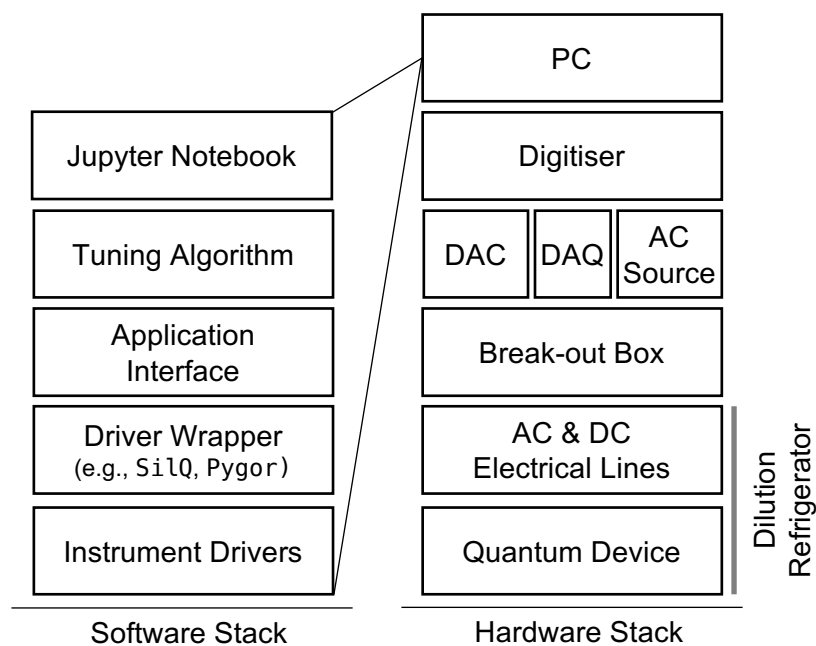 Jupyter Notebook
Tuning Algorithm
Application
Interface
Driver Wrapper
(e.g., SilQ, Pygor)
Instrument Drivers
Software Stack
PC
Digitiser
DAC
DAQ
AC
Source
Break-out Box
AC & DC
Electrical Lines
Quantum Device
Dilution
Refrigerator
Hardware Stack